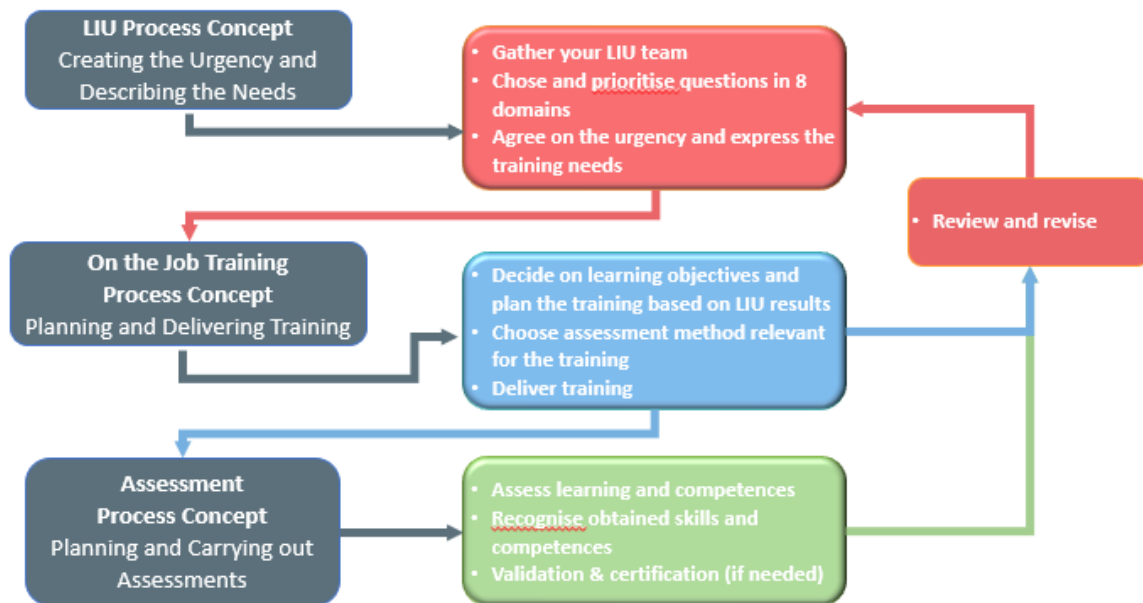 LIU Process Concept
Creating the Urgency and
Describing the Needs
• Gather your LIU team
• Chose and prioritise questions in 8
domains
• Agree on the urgency and express the
training needs
• Review and revise
On the Job Training
Process Concept
Planning and Delivering Training
• Decide on learning objectives and
plan the training based on LIU results
• Choose assessment method relevant
for the training
• Deliver training
Assessment
Process Concept
Planning and Carrying out
Assessments
• Assess learning and competences
• Recognise obtained skills and
competences
• Validation & certification (if needed)